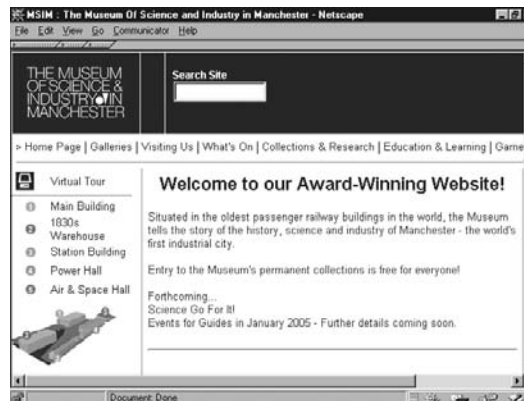 MSIM : The Museum Of Science and Industry in Manchester - Netscape
File Edit View Go Communicator Help
THE MUSEUM
OF SCIENCE &
INDUSTRY IN
MANCHESTER
Search Site
> Home Page | Galleries | Visiting Us | What's On | Collections & Research | Education & Learning | Game
Virtual Tour
1 Main Building
2 1830s
Warehouse
3 Station Building
4 Power Hall
5 Air & Space Hall
Welcome to our Award-Winning Website!
Situated in the oldest passenger railway buildings in the world, the Museum
tells the story of the history, science and industry of Manchester - the world's
first industrial city.
Entry to the Museum's permanent collections is free for everyone!
Forthcoming...
Science Go For It!
Events for Guides in January 2005 - Further details coming soon.
Document: Done